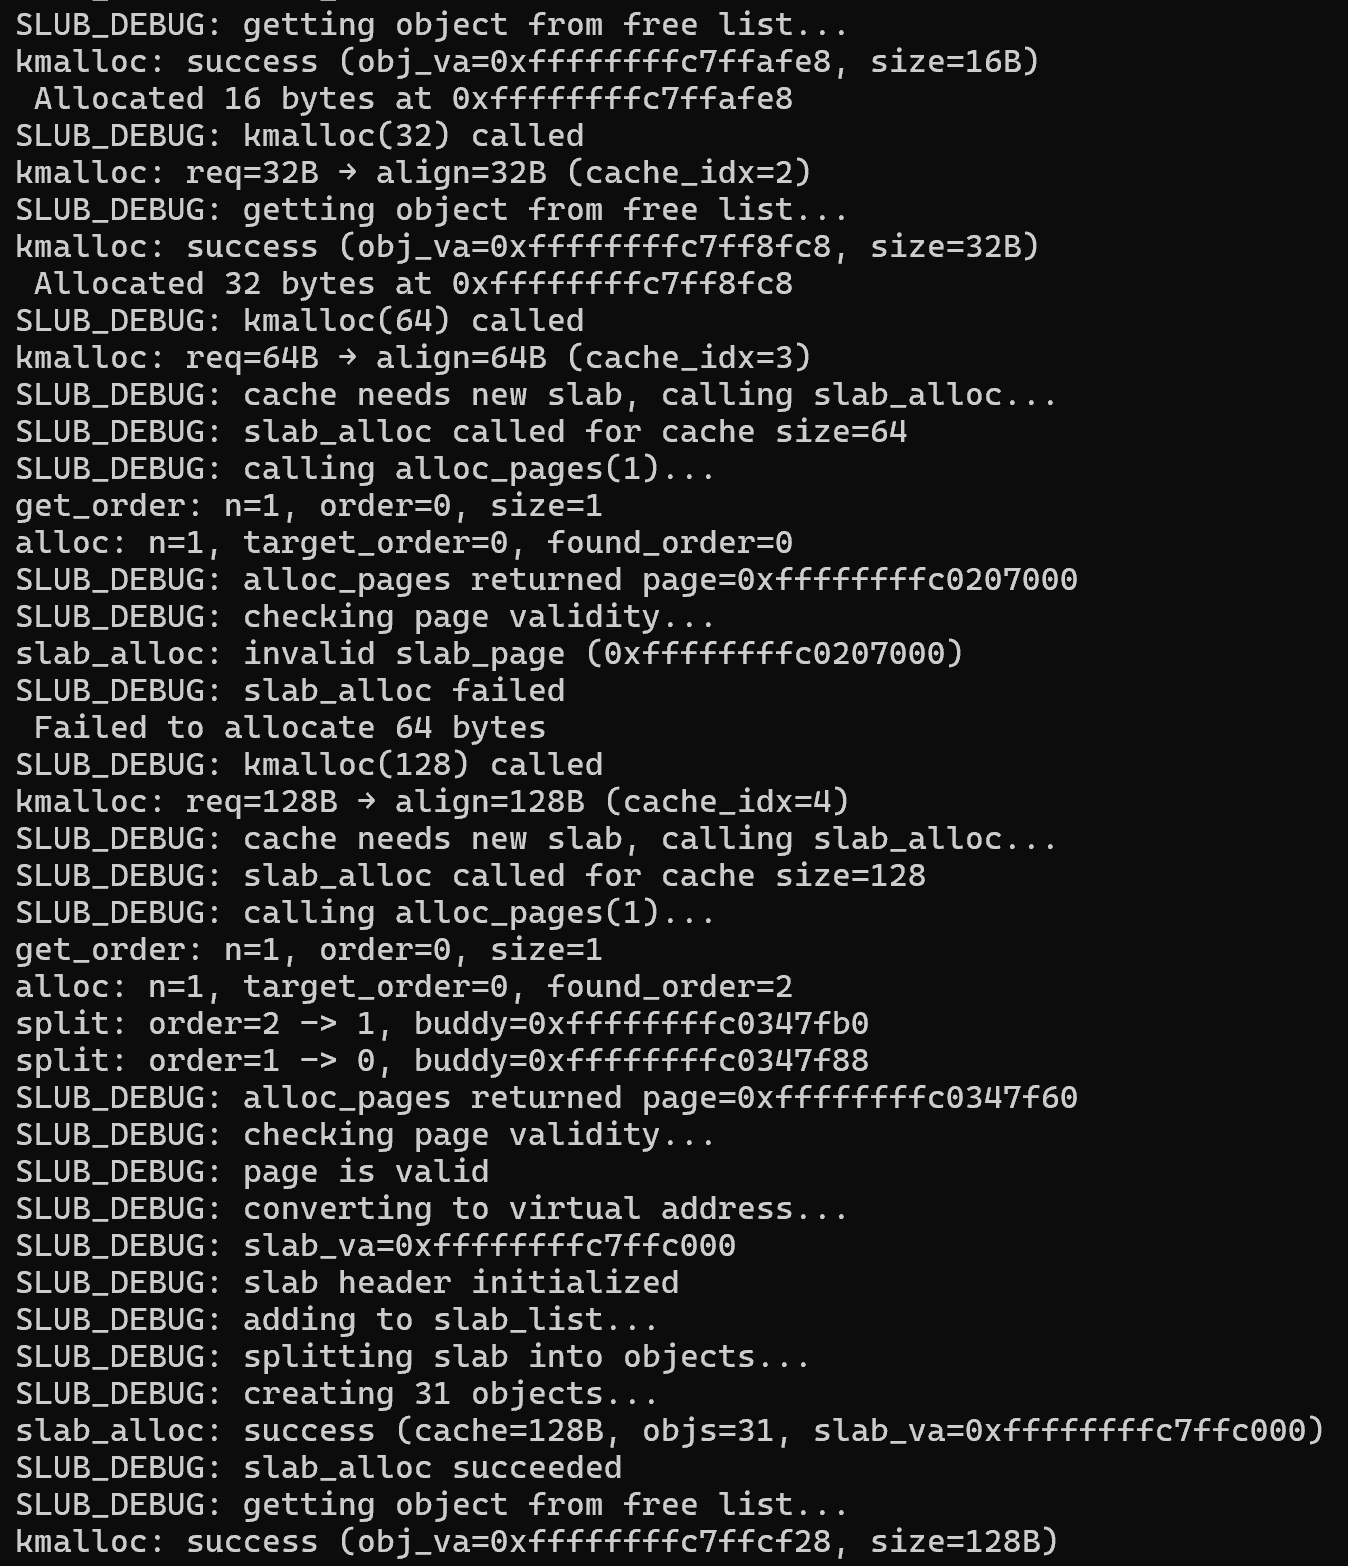 SLUB_DEBUG: getting object from free list...
kmalloc: success (obj_va=0xffffffffc7ffafe8, size=16B)
Allocated 16 bytes at 0xffffffffc7ffafe8
SLUB_DEBUG: kmalloc(32) called
kmalloc: req=32B → align=32B (cache_idx=2)
SLUB_DEBUG: getting object from free list...
kmalloc: success (obj_va=0xffffffffc7ff8fc8, size=32B)
Allocated 32 bytes at 0xffffffffc7ff8fc8
SLUB_DEBUG: kmalloc(64) called
kmalloc: req=64B → align=64B (cache_idx=3)
SLUB_DEBUG: cache needs new slab, calling slab_alloc...
SLUB_DEBUG: slab_alloc called for cache size=64
SLUB_DEBUG: calling alloc_pages(1)...
get_order: n=1, order=0, size=1
alloc: n=1, target_order=0, found_order=0
SLUB_DEBUG: alloc_pages returned page=0xffffffffc0207000
SLUB_DEBUG: checking page validity...
slab_alloc: invalid slab_page (0xffffffffc0207000)
SLUB_DEBUG: slab_alloc failed
Failed to allocate 64 bytes
SLUB_DEBUG: kmalloc(128) called
kmalloc: req=128B → align=128B (cache_idx=4)
SLUB_DEBUG: cache needs new slab, calling slab_alloc...
SLUB_DEBUG: slab_alloc called for cache size=128
SLUB_DEBUG: calling alloc_pages(1)...
get_order: n=1, order=0, size=1
alloc: n=1, target_order=0, found_order=2
split: order=2 -> 1, buddy=0xffffffffc0347fb0
split: order=1 -> 0, buddy=0xffffffffc0347f88
SLUB_DEBUG: alloc_pages returned page=0xffffffffc0347f60
SLUB_DEBUG: checking page validity...
SLUB_DEBUG: page is valid
SLUB_DEBUG: converting to virtual address...
SLUB_DEBUG: slab_va=0xffffffffc7ffc000
SLUB_DEBUG: slab header initialized
SLUB_DEBUG: adding to slab_list...
SLUB_DEBUG: splitting slab into objects...
SLUB_DEBUG: creating 31 objects...
slab_alloc: success (cache=128B, objs=31, slab_va=0xffffffffc7ffc000)
SLUB_DEBUG: slab_alloc succeeded
SLUB_DEBUG: getting object from free list...
kmalloc: success (obj_va=0xffffffffc7ffcf28, size=128B)